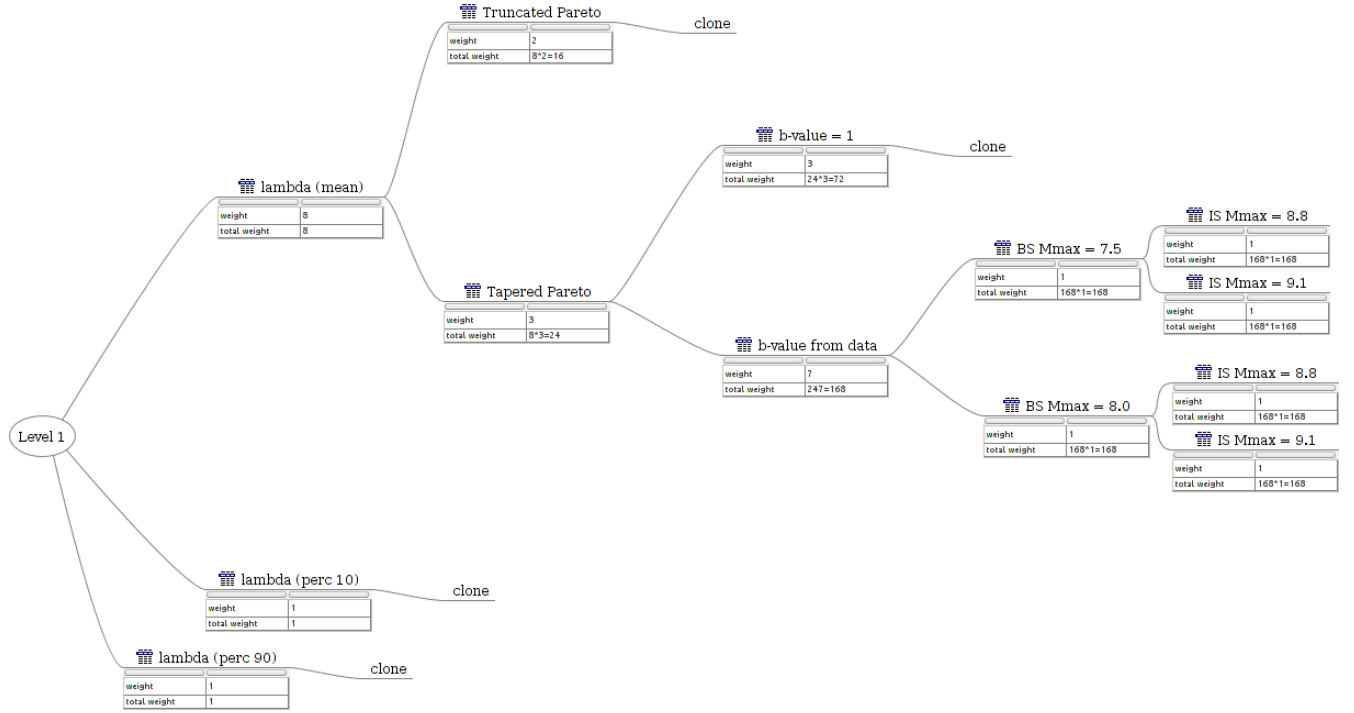 Truncated Pareto
clone
weight 2
total weight 8*2=16
b-value = 1
clone
weight 3
total weight 24*3=72
lambda (mean)
weight 8
total weight 8
IS Mmax = 8.8
weight 1
total weight 168*1=168
BS Mmax = 7.5
weight 1
total weight 168*1=168
IS Mmax = 9.1
weight 1
total weight 168*1=168
Tapered Pareto
weight 3
total weight 8*3=24
b-value from data
weight 7
total weight 247=168
IS Mmax = 8.8
weight 1
total weight 168*1=168
BS Mmax = 8.0
weight 1
total weight 168*1=168
IS Mmax = 9.1
weight 1
total weight 168*1=168
Level 1
lambda (perc 10)
clone
weight 1
total weight 1
lambda (perc 90)
clone
weight 1
total weight 1